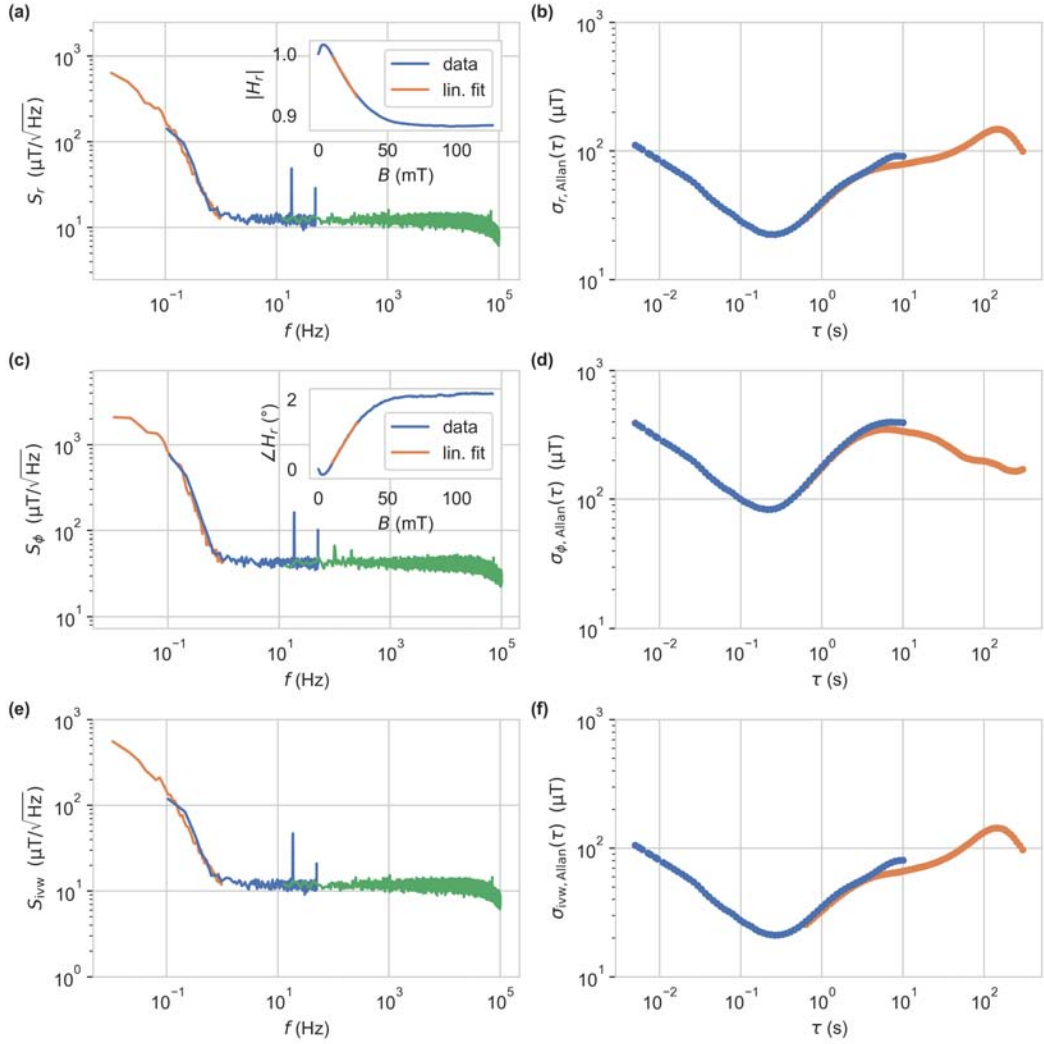 (a)
10³
10²
10¹
S_r (μT/√Hz)
10⁻¹
10¹
10³
10⁵
f (Hz)
1.0
0.9
|H_r|
data
lin. fit
0
50
100
B (mT)
(b)
10³
10²
10¹
σ_r, Allan(τ) (μT)
10⁻²
10⁻¹
10⁰
10¹
10²
τ (s)
(c)
10³
10²
10¹
S_ϕ (μT/√Hz)
10⁻¹
10¹
10³
10⁵
f (Hz)
2
0
∠H_r (°)
data
lin. fit
0
50
100
B (mT)
(d)
10³
10²
10¹
σ_ϕ, Allan(τ) (μT)
10⁻²
10⁻¹
10⁰
10¹
10²
τ (s)
(e)
10³
10²
10¹
10⁰
S_ivw (μT/√Hz)
10⁻¹
10¹
10³
10⁵
f (Hz)
(f)
10³
10²
10¹
σ_ivw, Allan(τ) (μT)
10⁻²
10⁻¹
10⁰
10¹
10²
τ (s)